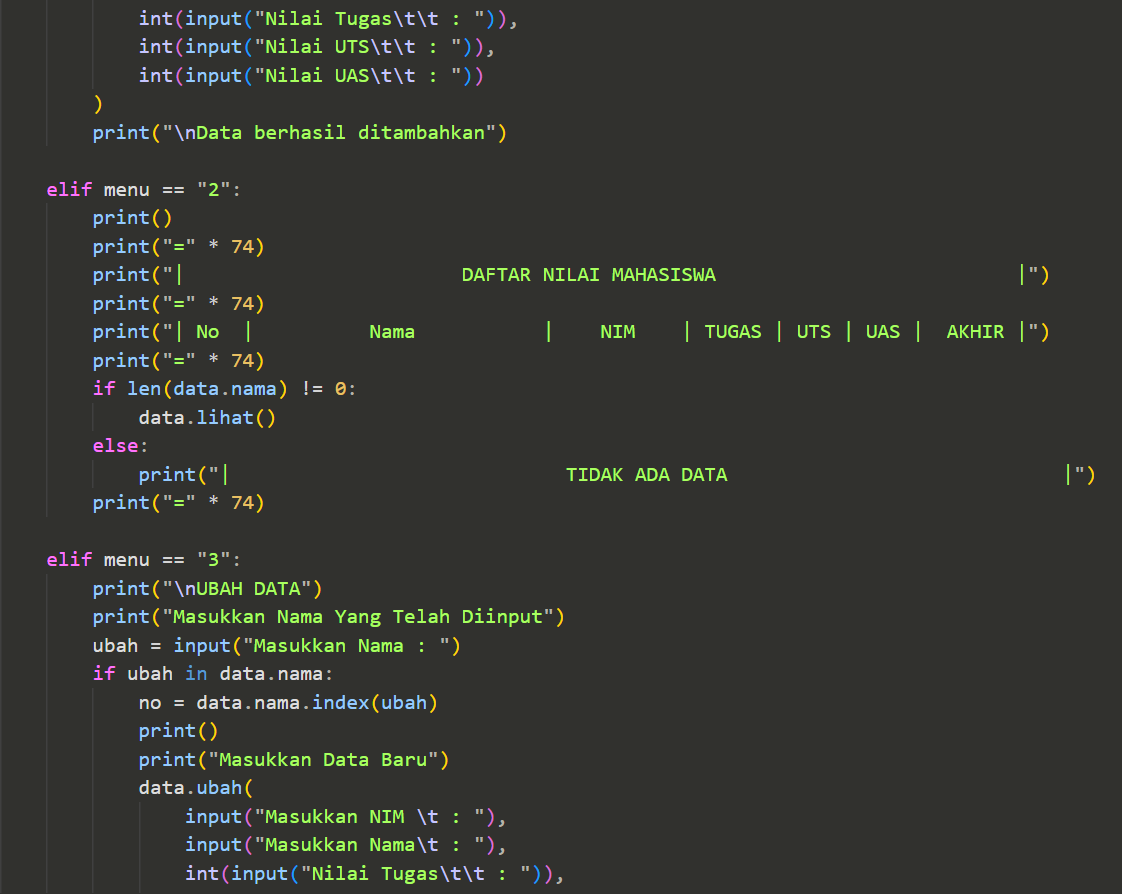 int(input("Nilai Tugas\t\t : ")),
            int(input("Nilai UTS\t\t : ")),
            int(input("Nilai UAS\t\t : "))
        )
        print("\nData berhasil ditambahkan")

    elif menu == "2":
        print()
        print("=" * 74)
        print("|                        DAFTAR NILAI MAHASISWA                          |")
        print("=" * 74)
        print("| No  |          Nama           |    NIM    | TUGAS | UTS | UAS |  AKHIR |")
        print("=" * 74)
        if len(data.nama) != 0:
            data.lihat()
        else:
            print("|                             TIDAK ADA DATA                             |")
        print("=" * 74)

    elif menu == "3":
        print("\nUBAH DATA")
        print("Masukkan Nama Yang Telah Diinput")
        ubah = input("Masukkan Nama : ")
        if ubah in data.nama:
            no = data.nama.index(ubah)
            print()
            print("Masukkan Data Baru")
            data.ubah(
                input("Masukkan NIM \t : "),
                input("Masukkan Nama\t : "),
                int(input("Nilai Tugas\t\t : ")),